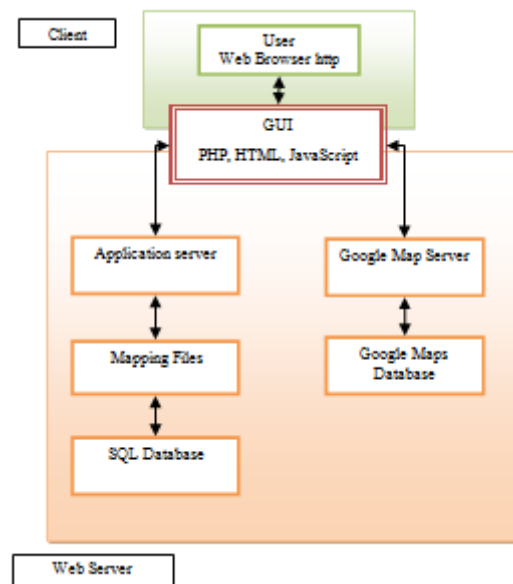 Client
User
Web Browser http
GUI
PHP, HTML, JavaScript
Application server
Google Map Server
Mapping Files
Google Maps
Database
SQL Database
Web Server